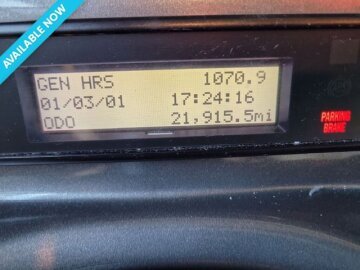 AVAILABLE NOW
GEN HRS 1070.9
01/03/01 17:24:16
ODO 21,915.5mi
PARKING
BRAKE